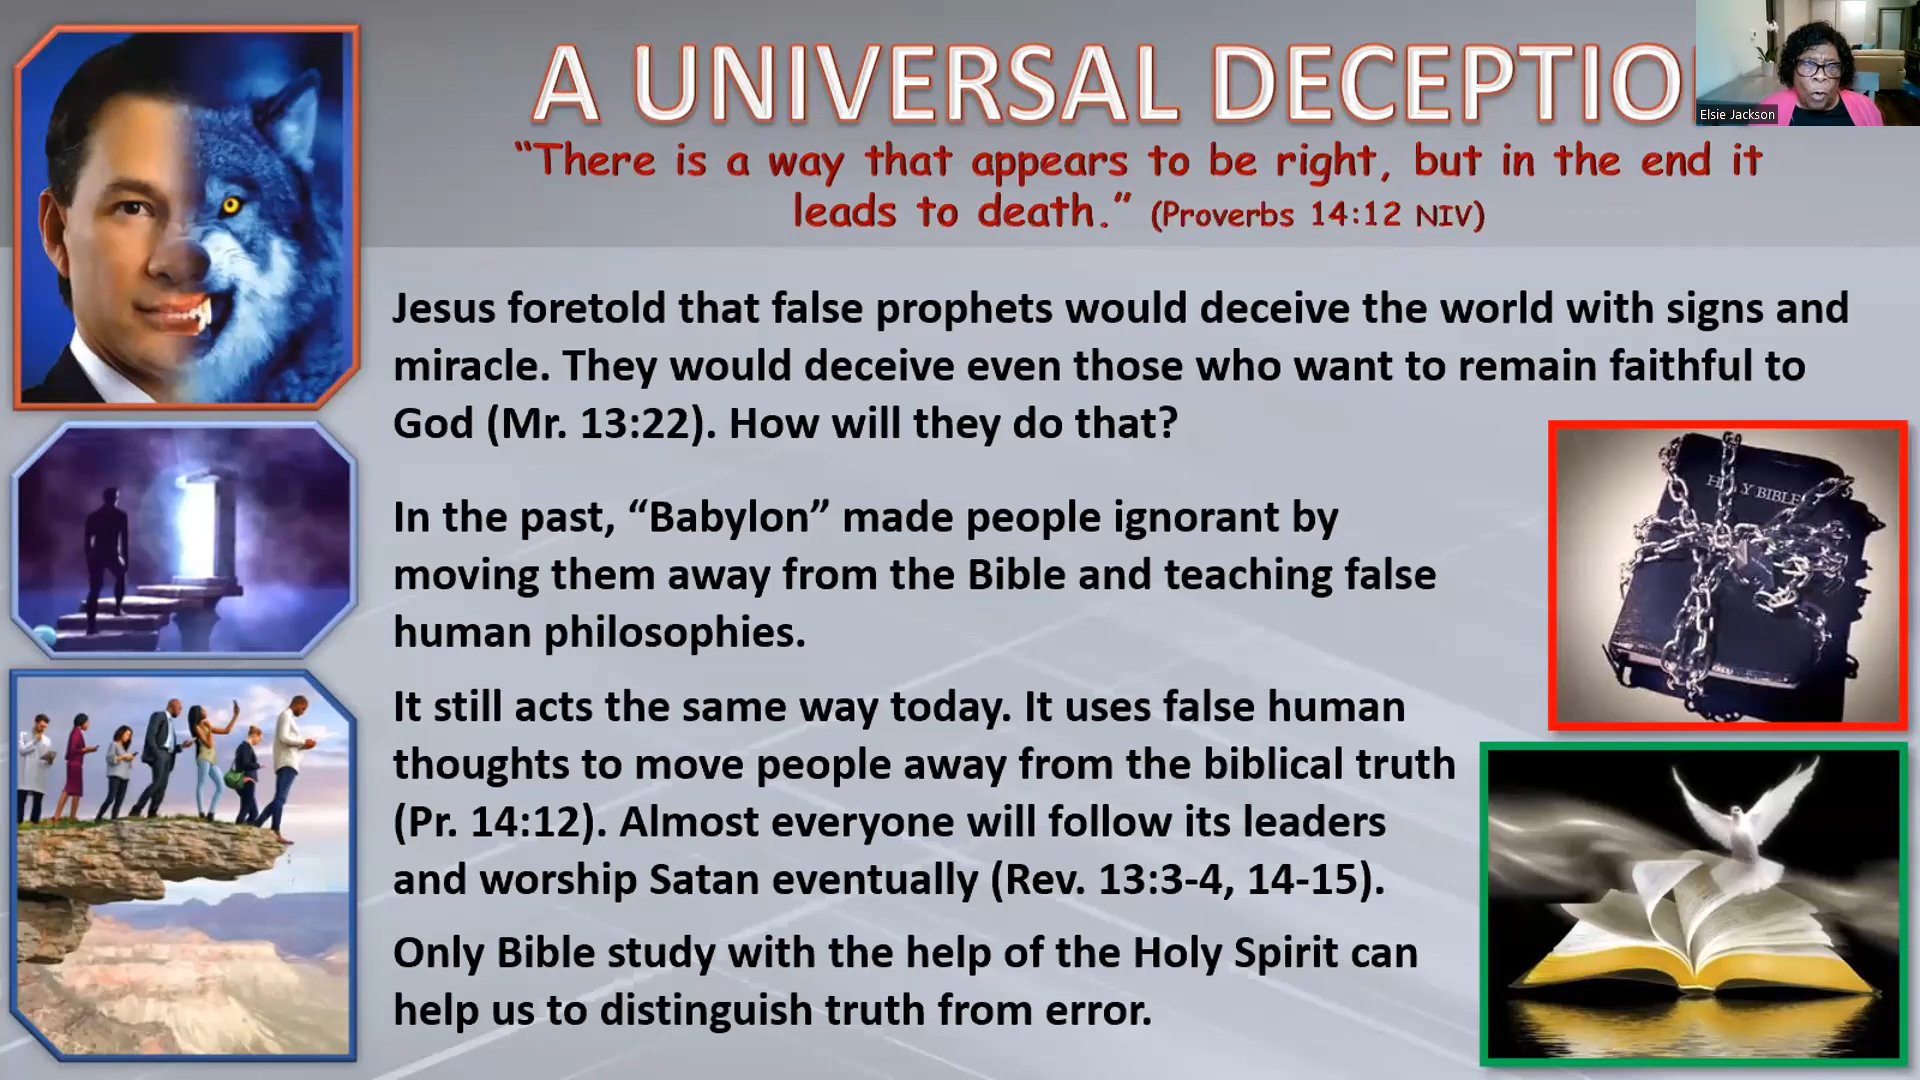 A UNIVERSAL DECEPTIO
Elsie Jackson
“There is a way that appears to be right, but in the end it
leads to death.” (Proverbs 14:12 NIV)
Jesus foretold that false prophets would deceive the world with signs and
miracle. They would deceive even those who want to remain faithful to
God (Mr. 13:22). How will they do that?
In the past, “Babylon” made people ignorant by
moving them away from the Bible and teaching false
human philosophies.
It still acts the same way today. It uses false human
thoughts to move people away from the biblical truth
(Pr. 14:12). Almost everyone will follow its leaders
and worship Satan eventually (Rev. 13:3-4, 14-15).
Only Bible study with the help of the Holy Spirit can
help us to distinguish truth from error.
BIBLE